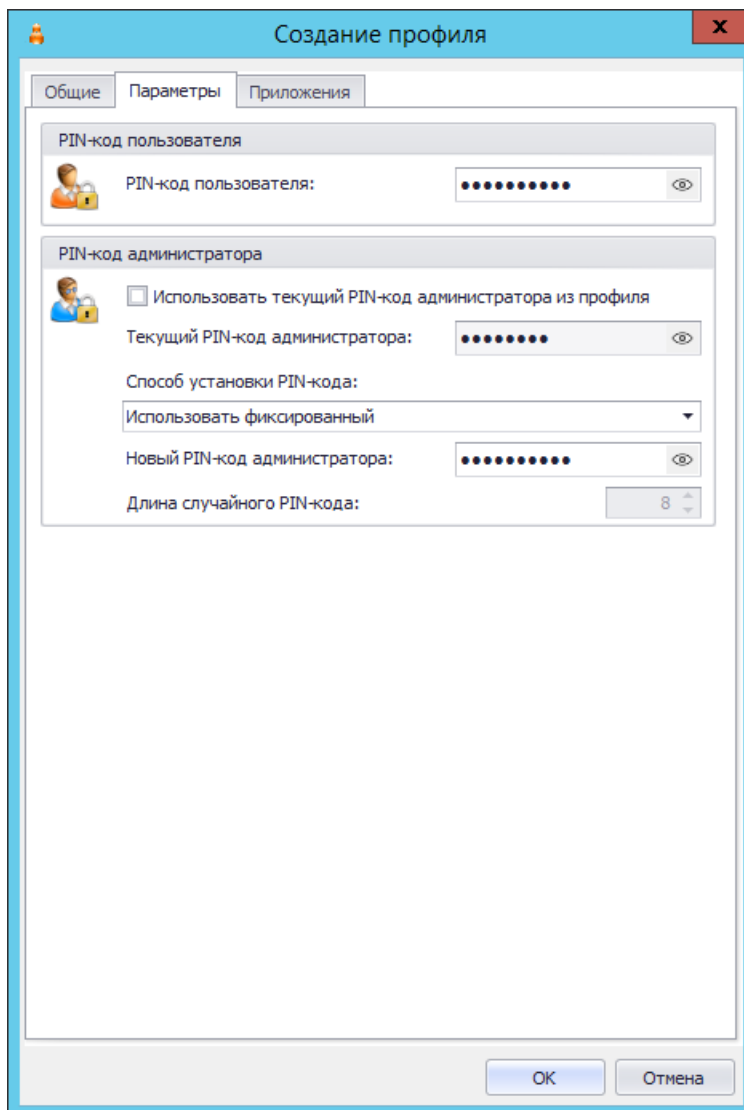 Создание профиля
Общие Параметры Приложения
PIN-код пользователя
PIN-код пользователя: ••••••••••
PIN-код администратора
Использовать текущий PIN-код администратора из профиля
Текущий PIN-код администратора: ••••••••
Способ установки PIN-кода:
Использовать фиксированный
Новый PIN-код администратора: ••••••••••
Длина случайного PIN-кода: 8
ОК Отмена